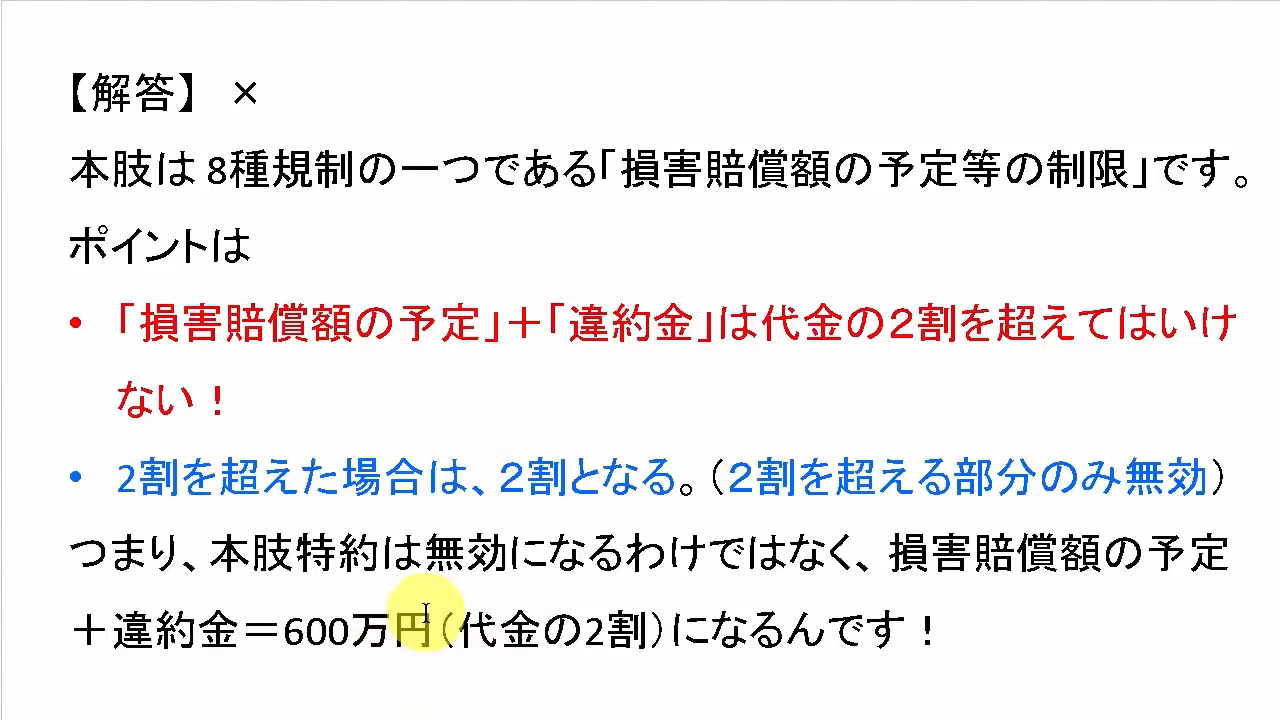 【解答】 ×
本肢は 8種規制の一つである「損害賠償額の予定等の制限」です。
ポイントは
• 「損害賠償額の予定」＋「違約金」は代金の２割を超えてはいけ
ない！
• 2割を超えた場合は、２割となる。（２割を超える部分のみ無効）
つまり、本肢特約は無効になるわけではなく、損害賠償額の予定
＋違約金＝600万円（代金の2割）になるんです！